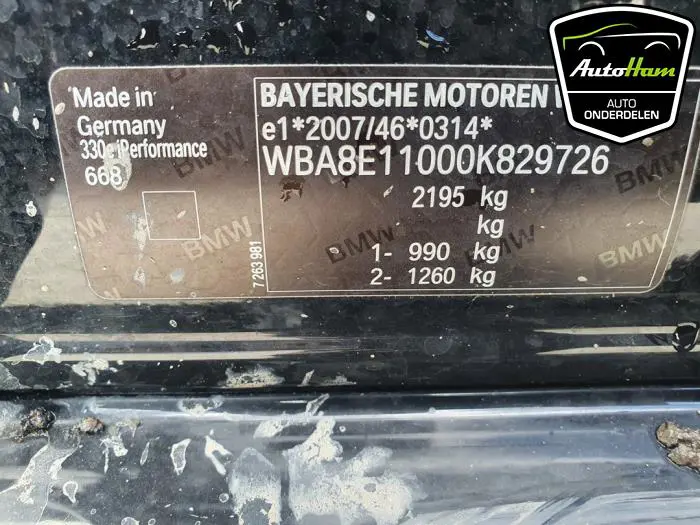 Made in
Germany
330e iPerformance
668
BAYERISCHE MOTOREN
e1*2007/46*0314*
WBA8E11000K829726
2195 kg
kg
1- 990 kg
2- 1260 kg
7 263 981
BMW
BMW
BMW
BMW
BMW
BMW
AutoHam
AUTO
ONDERDELEN